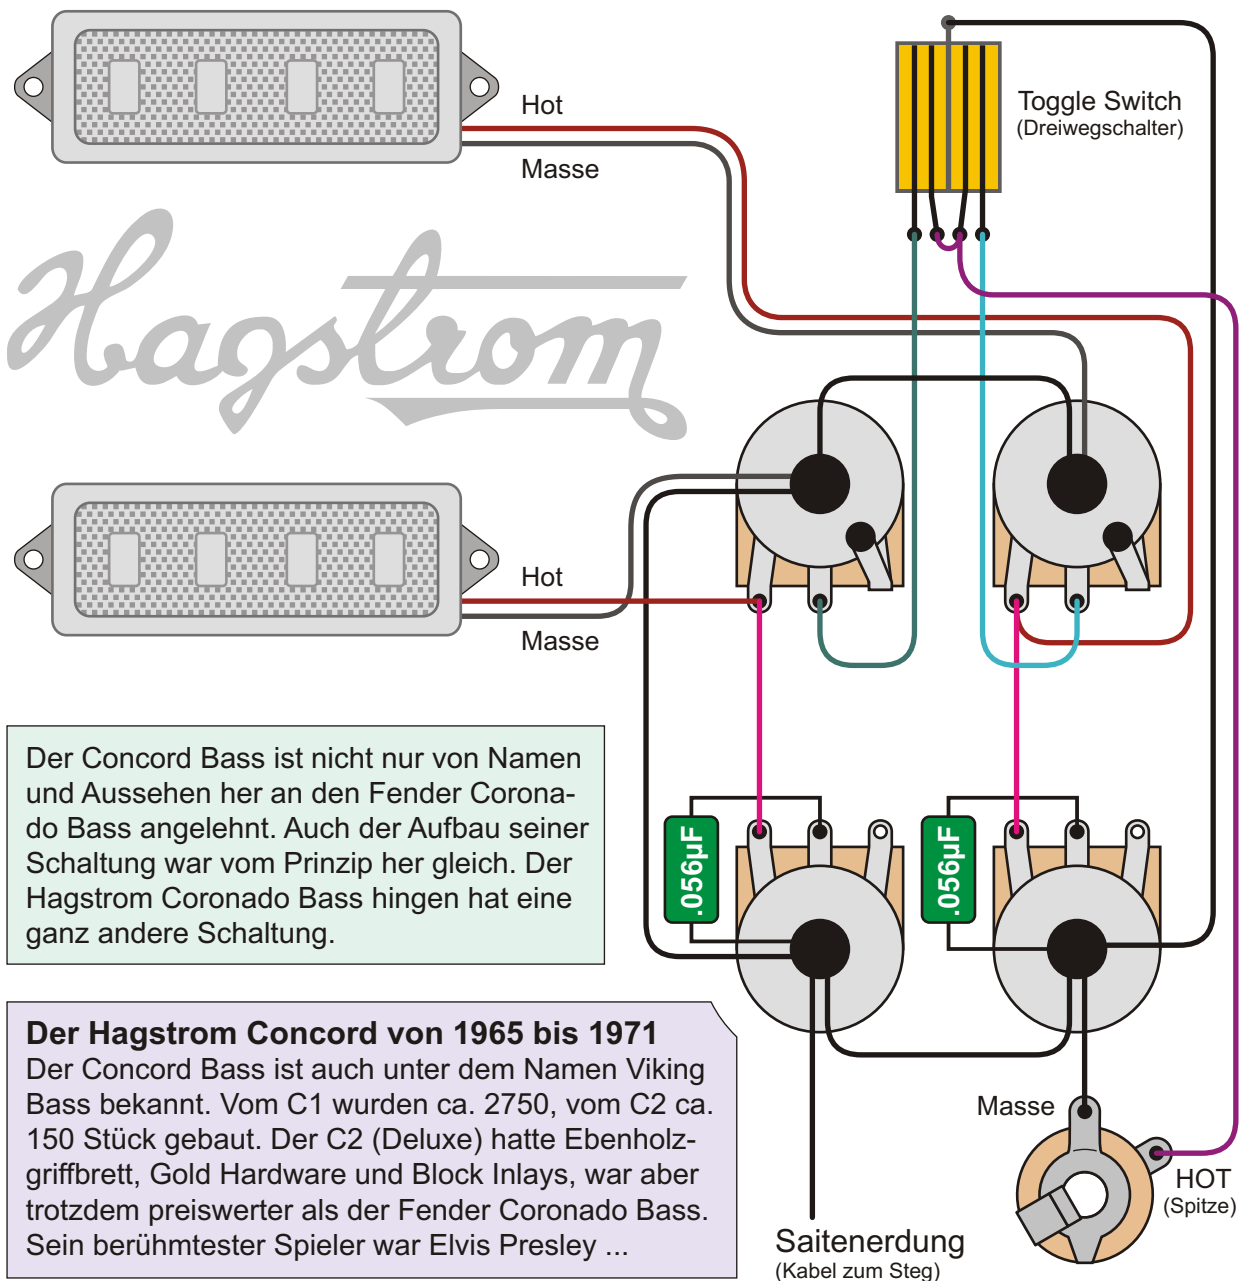 Hot
Masse
Toggle Switch
(Dreiwegschalter)
Hagstrom
Hot
Masse
Der Concord Bass ist nicht nur von Namen
und Aussehen her an den Fender Corona-
do Bass angelehnt. Auch der Aufbau seiner
Schaltung war vom Prinzip her gleich. Der
Hagstrom Coronado Bass hingen hat eine
ganz andere Schaltung.
.056µF
.056µF
Der Hagstrom Concord von 1965 bis 1971
Der Concord Bass ist auch unter dem Namen Viking
Bass bekannt. Vom C1 wurden ca. 2750, vom C2 ca.
150 Stück gebaut. Der C2 (Deluxe) hatte Ebenholz-
griffbrett, Gold Hardware und Block Inlays, war aber
trotzdem preiswerter als der Fender Coronado Bass.
Sein berühmtester Spieler war Elvis Presley ...
Masse
HOT
(Spitze)
Saitenerdung
(Kabel zum Steg)